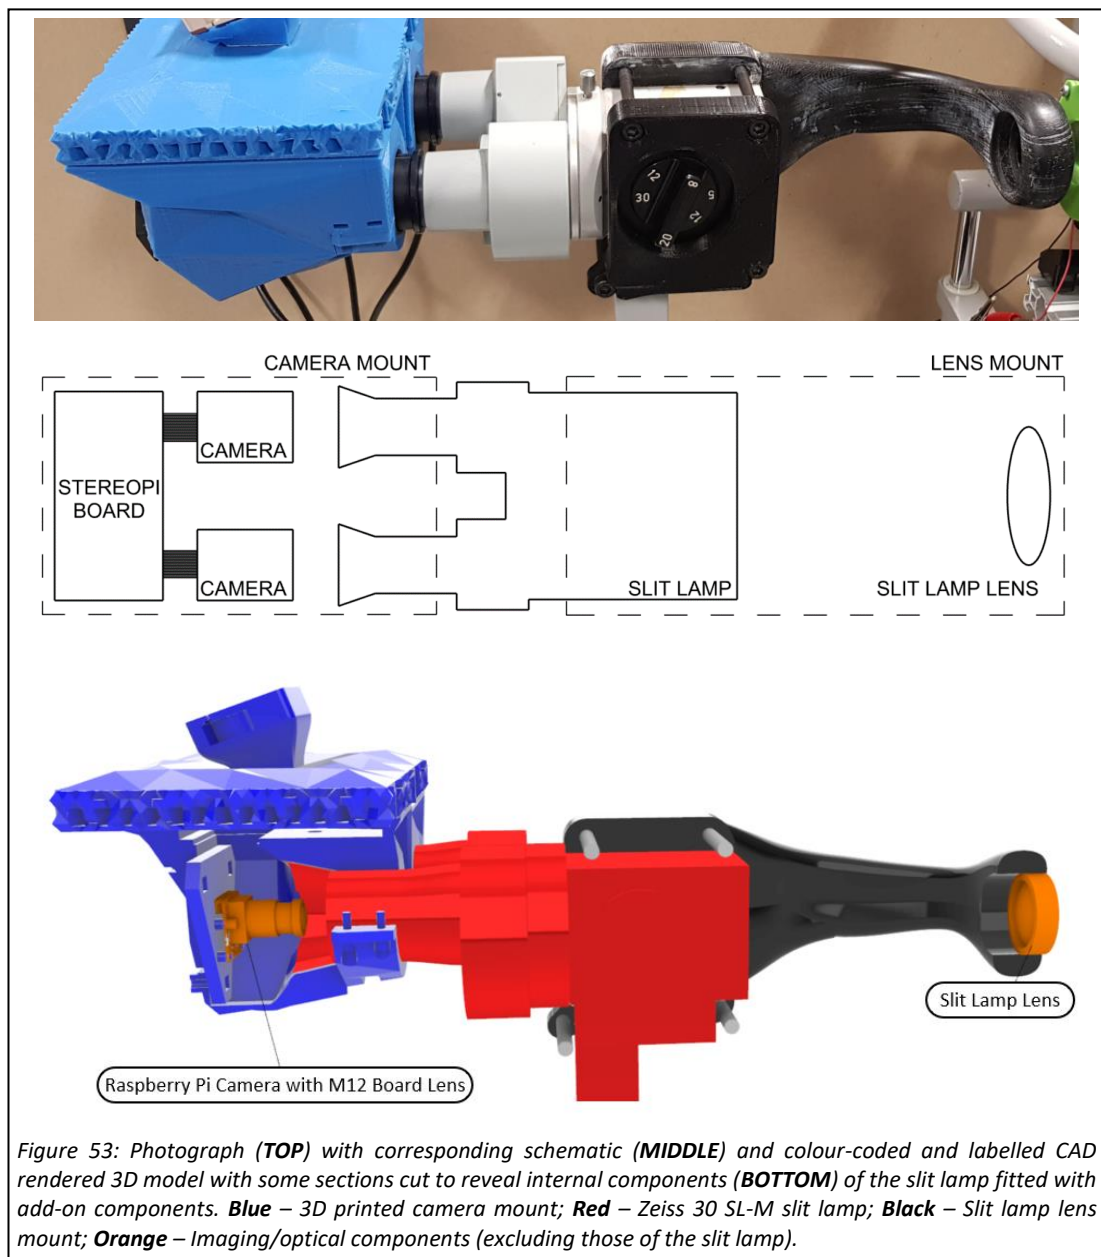 12
30
8
5
12
20
CAMERA MOUNT
LENS MOUNT
CAMERA
STEREOPI
BOARD
CAMERA
SLIT LAMP
SLIT LAMP LENS
Slit Lamp Lens
Raspberry Pi Camera with M12 Board Lens
Figure 53: Photograph (TOP) with corresponding schematic (MIDDLE) and colour-coded and labelled CAD
rendered 3D model with some sections cut to reveal internal components (BOTTOM) of the slit lamp fitted with
add-on components. Blue – 3D printed camera mount; Red – Zeiss 30 SL-M slit lamp; Black – Slit lamp lens
mount; Orange – Imaging/optical components (excluding those of the slit lamp).